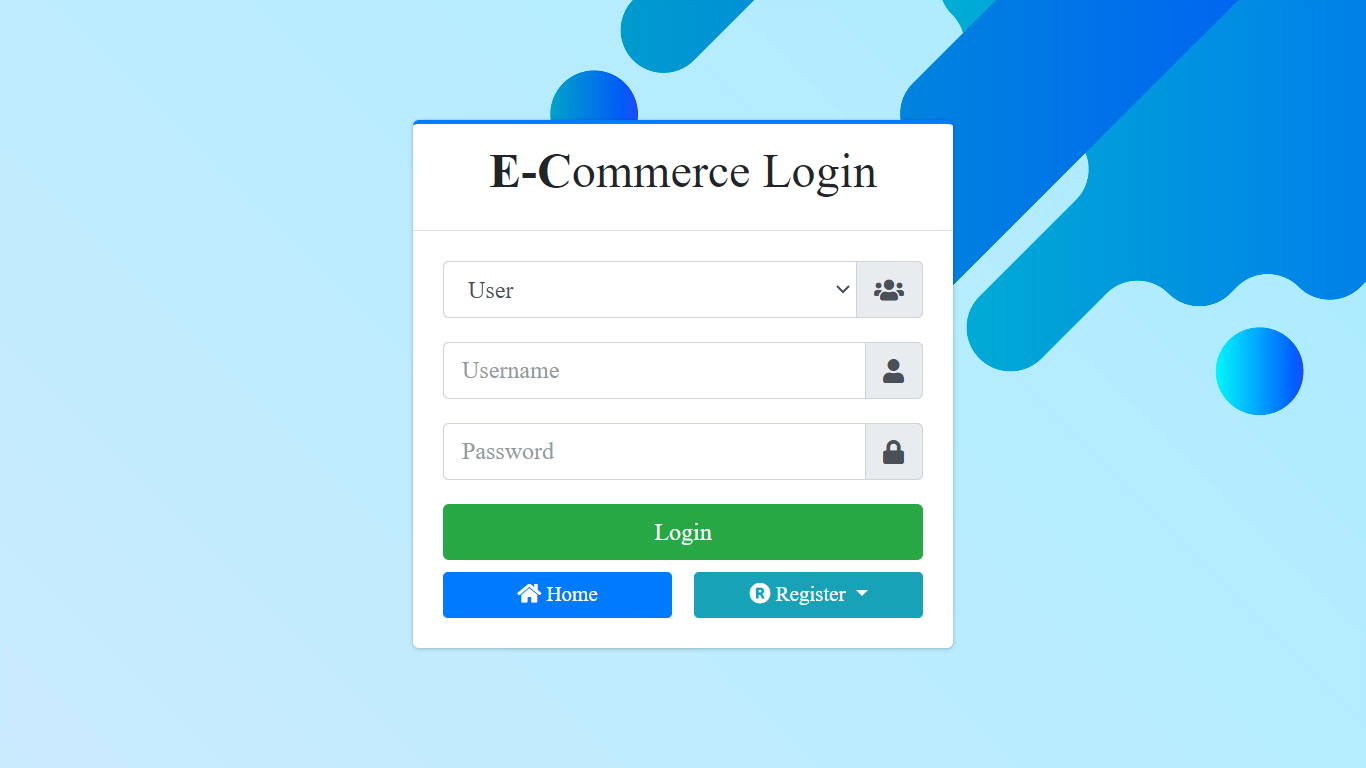 E-Commerce Login
User
Username
Password
Login
Home
Register